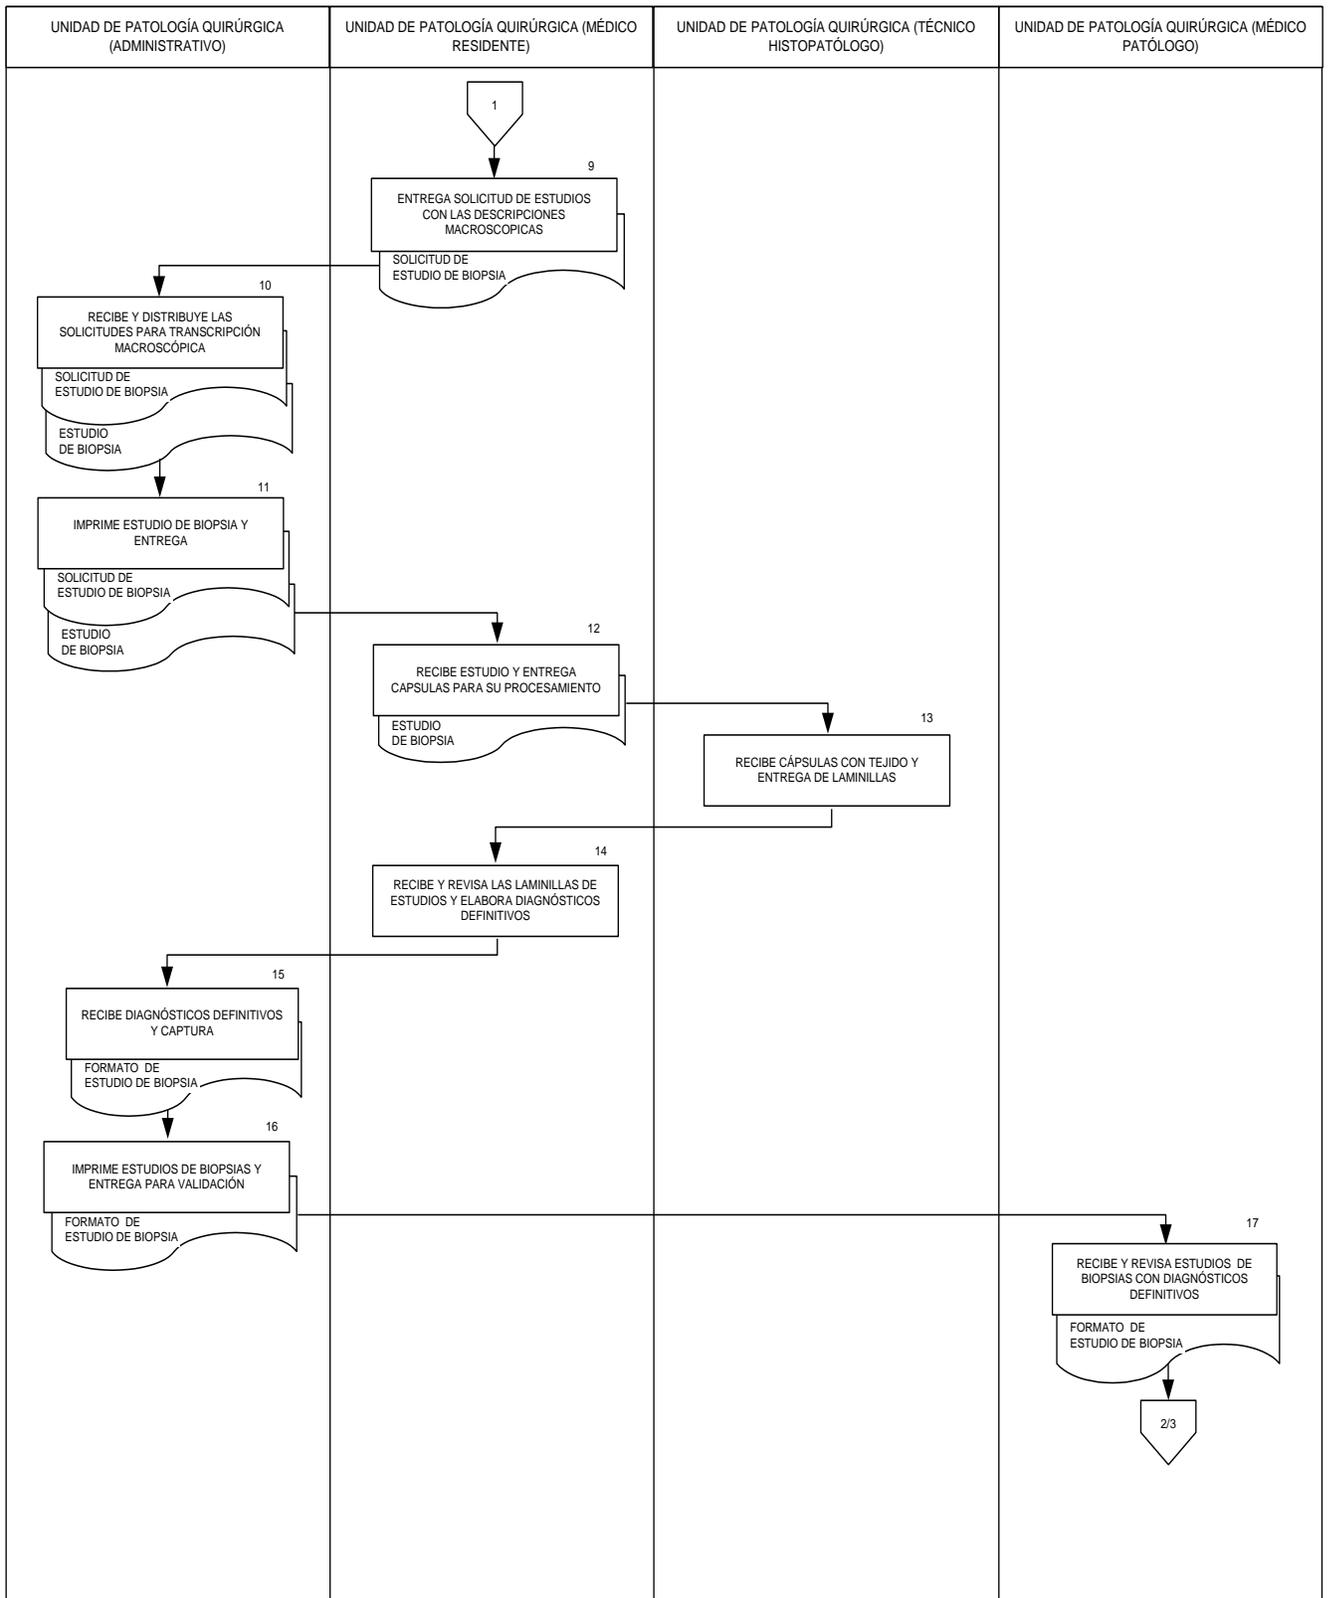 UNIDAD DE PATOLOGÍA QUIRÚRGICA
(ADMINISTRATIVO)
UNIDAD DE PATOLOGÍA QUIRÚRGICA (MÉDICO
RESIDENTE)
UNIDAD DE PATOLOGÍA QUIRÚRGICA (TÉCNICO
HISTOPATÓLOGO)
UNIDAD DE PATOLOGÍA QUIRÚRGICA (MÉDICO
PATÓLOGO)
1
9
ENTREGA SOLICITUD DE ESTUDIOS
CON LAS DESCRIPCIONES
MACROSCOPICAS
SOLICITUD DE
ESTUDIO DE BIOPSIA
10
RECIBE Y DISTRIBUYE LAS
SOLICITUDES PARA TRANSCRIPCIÓN
MACROSCÓPICA
SOLICITUD DE
ESTUDIO DE BIOPSIA
ESTUDIO
DE BIOPSIA
11
IMPRIME ESTUDIO DE BIOPSIA Y
ENTREGA
SOLICITUD DE
ESTUDIO DE BIOPSIA
ESTUDIO
DE BIOPSIA
12
RECIBE ESTUDIO Y ENTREGA
CAPSULAS PARA SU PROCESAMIENTO
ESTUDIO
DE BIOPSIA
13
RECIBE CÁPSULAS CON TEJIDO Y
ENTREGA DE LAMINILLAS
14
RECIBE Y REVISA LAS LAMINILLAS DE
ESTUDIOS Y ELABORA DIAGNÓSTICOS
DEFINITIVOS
15
RECIBE DIAGNÓSTICOS DEFINITIVOS
Y CAPTURA
FORMATO DE
ESTUDIO DE BIOPSIA
16
IMPRIME ESTUDIOS DE BIOPSIAS Y
ENTREGA PARA VALIDACIÓN
FORMATO DE
ESTUDIO DE BIOPSIA
17
RECIBE Y REVISA ESTUDIOS DE
BIOPSIAS CON DIAGNÓSTICOS
DEFINITIVOS
FORMATO DE
ESTUDIO DE BIOPSIA
2/3